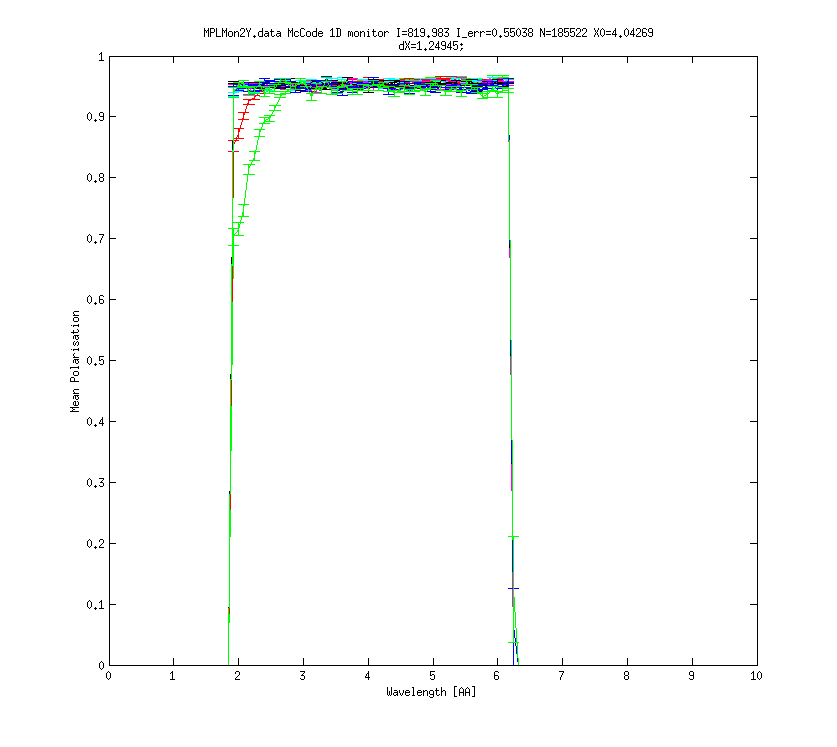 MPLMon2Y.data McCode 1D monitor I=819.983 I_err=0.55038 N=185522 X0=4.04269
dX=1.24945;
1
0.9
0.8
0.7
0.6
0.5
0.4
0.3
0.2
0.1
0
Mean Polarisation
0 1 2 3 4 5 6 7 8 9 10
Wavelength [AA]